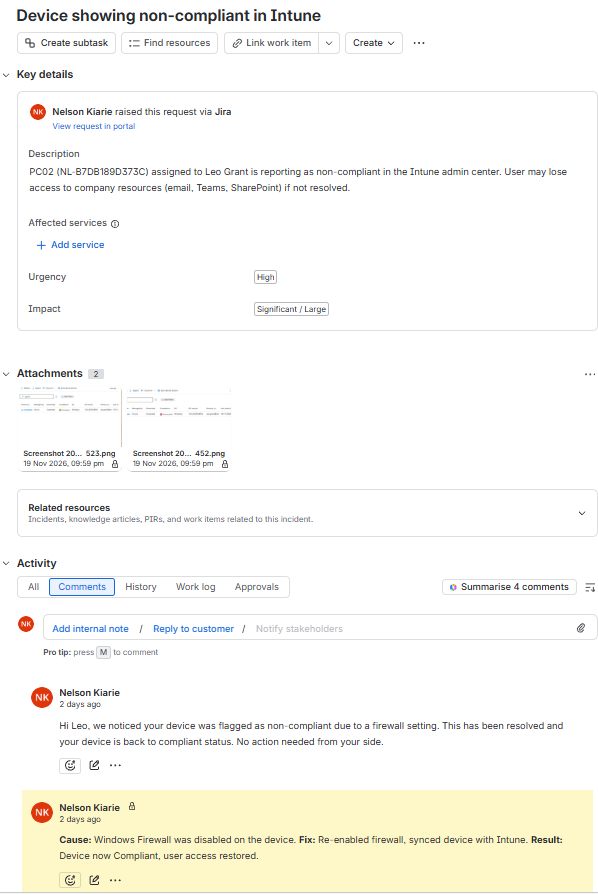 Device showing non-compliant in Intune
Create subtask
Find resources
Link work item
Create
Key details
NK
Nelson Kiarie raised this request via Jira
View request in portal
Description
PC02 (NL-B7DB189D373C) assigned to Leo Grant is reporting as non-compliant in the Intune admin center. User may lose
access to company resources (email, Teams, SharePoint) if not resolved.
Affected services
Add service
Urgency
High
Impact
Significant / Large
Attachments 2
Screenshot 20... 523.png
19 Nov 2026, 09:59 pm
Screenshot 20... 452.png
19 Nov 2026, 09:59 pm
Related resources
Incidents, knowledge articles, PIRs, and work items related to this incident.
Activity
All
Comments
History
Work log
Approvals
Summarise 4 comments
NK
Add internal note / Reply to customer / Notify stakeholders
Pro tip: press M to comment
NK
Nelson Kiarie
2 days ago
Hi Leo, we noticed your device was flagged as non-compliant due to a firewall setting. This has been resolved and
your device is back to compliant status. No action needed from your side.
NK
Nelson Kiarie
2 days ago
Cause: Windows Firewall was disabled on the device. Fix: Re-enabled firewall, synced device with Intune. Result:
Device now Compliant, user access restored.